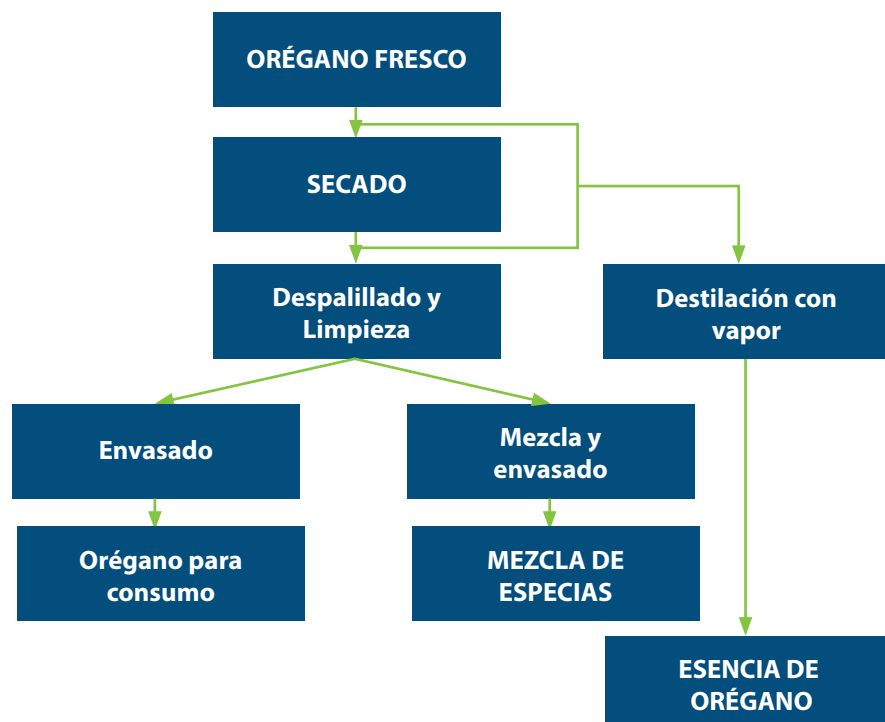 ORÉGANO FRESCO
SECADO
Despalillado y
Limpieza
Destilación con
vapor
Envasado
Mezcla y
envasado
Orégano para
consumo
MEZCLA DE
ESPECIAS
ESENCIA DE
ORÉGANO